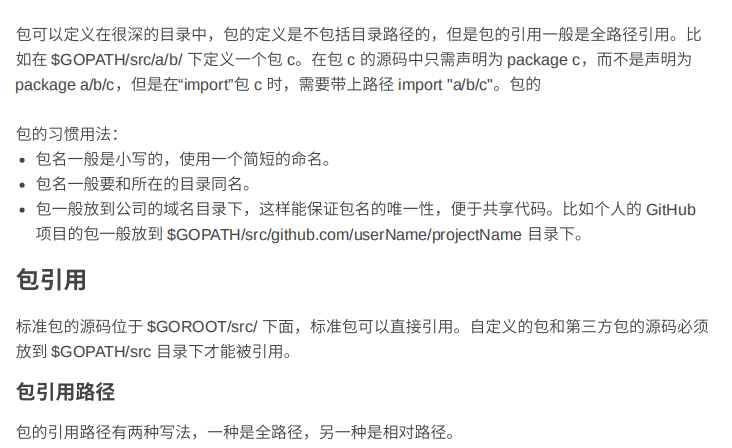 包可以定义在很深的目录中，包的定义是不包括目录路径的，但是包的引用一般是全路径引用。比
如在 $GOPATH/src/a/b/ 下定义一个包 c。在包 c 的源码中只需声明为 package c，而不是声明为
package a/b/c，但是在“import”包 c 时，需要带上路径 import "a/b/c"。包的
包的习惯用法：
• 包名一般是小写的，使用一个简短的命名。
• 包名一般要和所在的目录同名。
• 包一般放到公司的域名目录下，这样能保证包名的唯一性，便于共享代码。比如个人的 GitHub
项目的包一般放到 $GOPATH/src/github.com/userName/projectName 目录下。
包引用
标准包的源码位于 $GOROOT/src/ 下面，标准包可以直接引用。自定义的包和第三方包的源码必须
放到 $GOPATH/src 目录下才能被引用。
包引用路径
包的引用路径有两种写法，一种是全路径，另一种是相对路径。